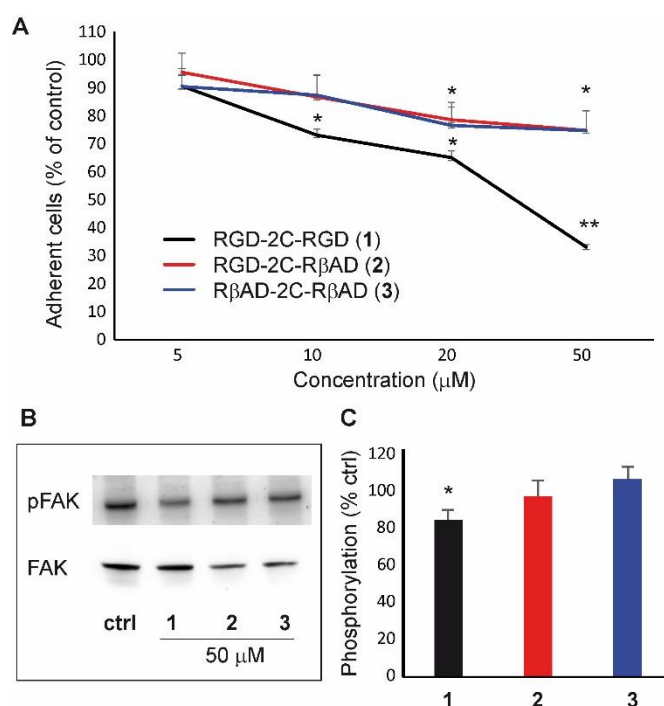 A
Adherent cells (% of control)
110
100
90
80
70
60
50
40
30
20
10
0
*
*
*
*
**
RGD-2C-RGD (1)
RGD-2C-RβAD (2)
RβAD-2C-RβAD (3)
5 10 20 50
Concentration (μM)
B
pFAK
FAK
ctrl 1 2 3
50 μM
C
Phosphorylation (% ctrl)
120
100
80
60
40
20
0
*
1 2 3